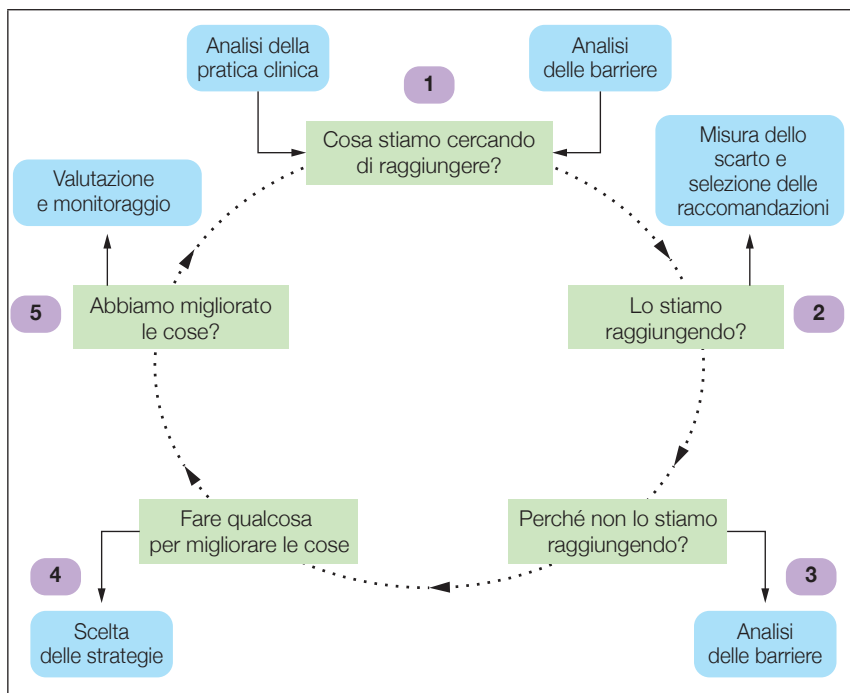 Analisi della
pratica clinica
Analisi
delle barriere
1
Cosa stiamo cercando
di raggiungere?
Misura dello
scarto e
selezione delle
raccomandazioni
Valutazione
e monitoraggio
5
Abbiamo migliorato
le cose?
Lo stiamo
raggiungendo?
2
Fare qualcosa
per migliorare le cose
Perché non lo stiamo
raggiungendo?
4
3
Scelta
delle strategie
Analisi
delle barriere